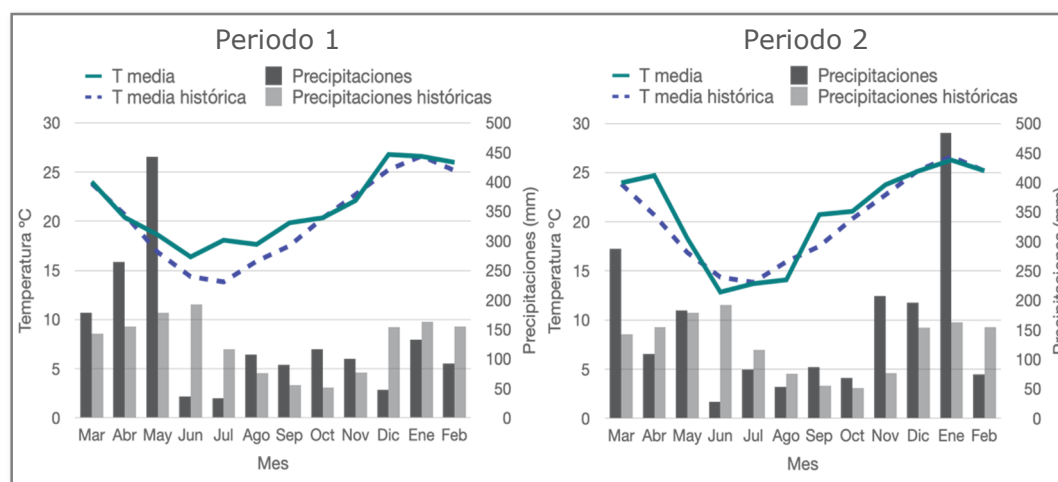 Periodo 1
T media
Precipitaciones
T media histórica
Precipitaciones históricas
Temperatura °C
30
25
20
15
10
5
0
Precipitaciones (mm)
500
450
400
350
300
250
200
150
100
50
0
Mar Abr May Jun Jul Ago Sep Oct Nov Dic Ene Feb
Mes
Periodo 2
T media
Precipitaciones
T media histórica
Precipitaciones históricas
Temperatura °C
30
25
20
15
10
5
0
Precipitaciones (mm)
500
450
400
350
300
250
200
150
100
50
0
Mar Abr May Jun Jul Ago Sep Oct Nov Dic Ene Feb
Mes